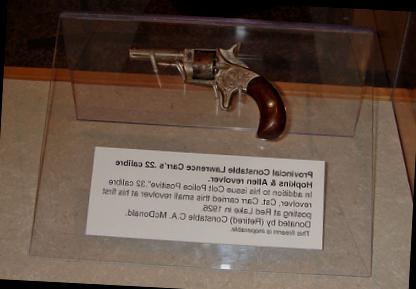 Provincial Constable Lawrence Carr's .22 calibre
Hopkins & Allen revolver.
In addition to his issue Colt Police Positive ".32 calibre
revolver, Cst. Carr carried this small revolver at his first
posting at Red Lake in 1926.
Donated by (Retired) Constable C.A. McDonald.
This firearm is inoperable.